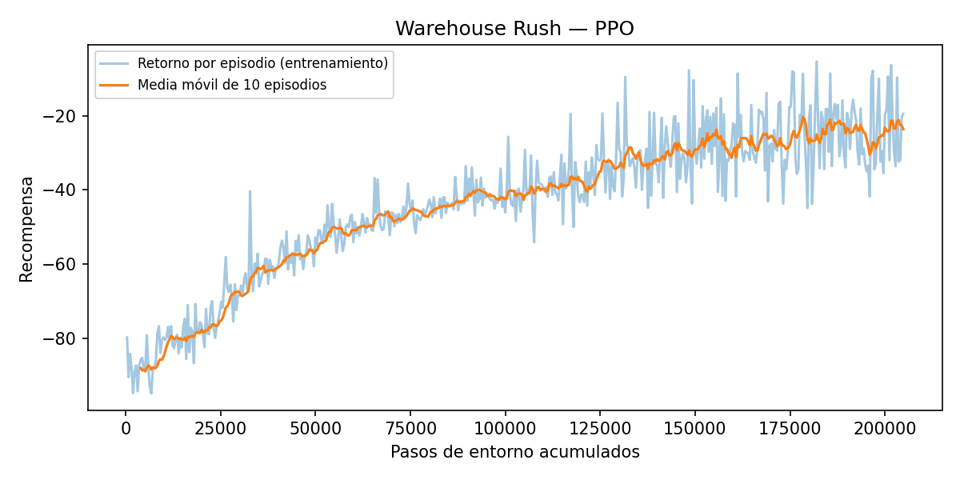 Warehouse Rush — PPO
Retorno por episodio (entrenamiento)
Media móvil de 10 episodios
Recompensa
−20
−40
−60
−80
0 25000 50000 75000 100000 125000 150000 175000 200000
Pasos de entorno acumulados